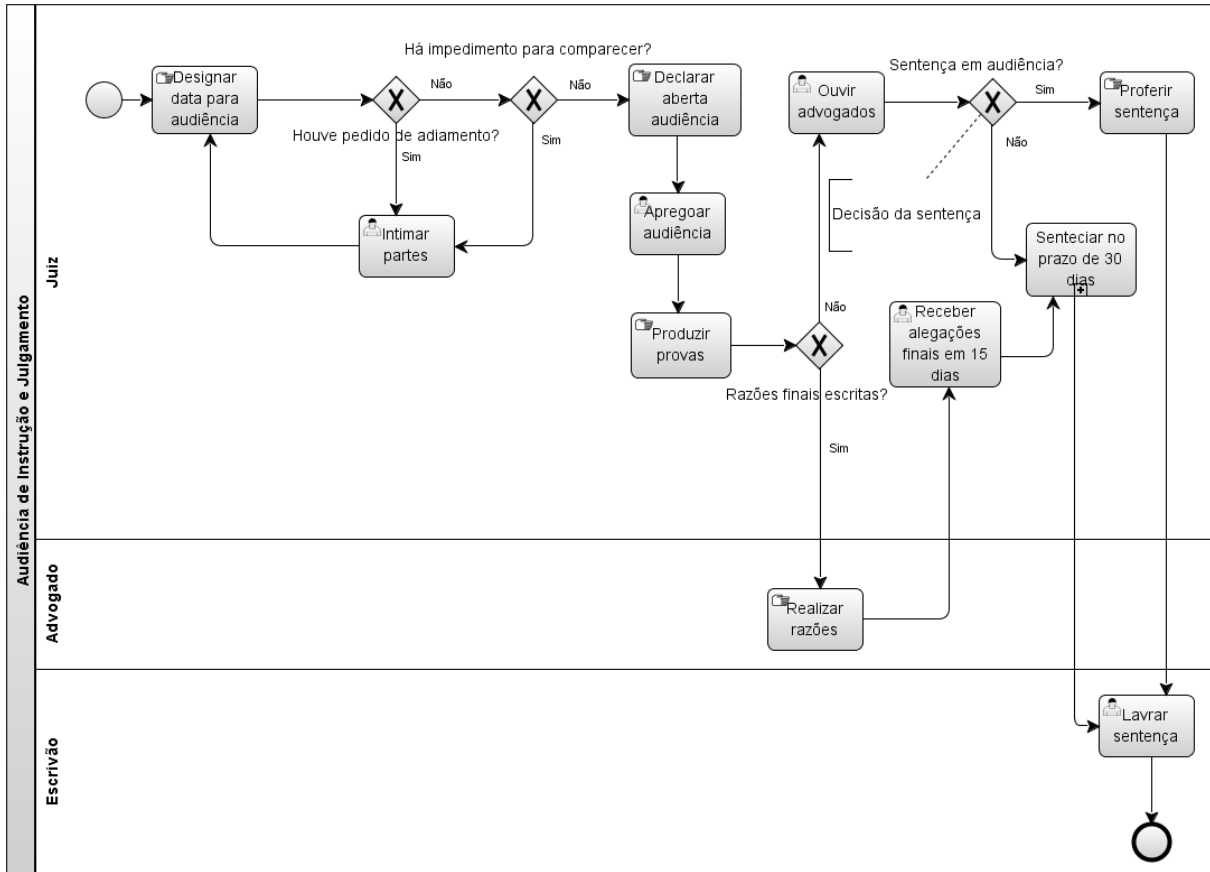 Audiência de Instrução e Julgamento
Juiz
Há impedimento para comparecer?
Designar
data para
audiência
Não
Houve pedido de adiamento?
Sim
Não
Sim
Intimar
partes
Declarar
aberta
audiência
Apregoar
audiência
Produzir
provas
Razões finais escritas?
Não
Sim
Ouvir
advogados
Sentença em audiência?
Sim
Não
Decisão da sentença
Proferir
sentença
Senteciar no
prazo de 30
dias
Receber
alegações
finais em 15
dias
Advogado
Realizar
razões
Escrivão
Lavrar
sentença